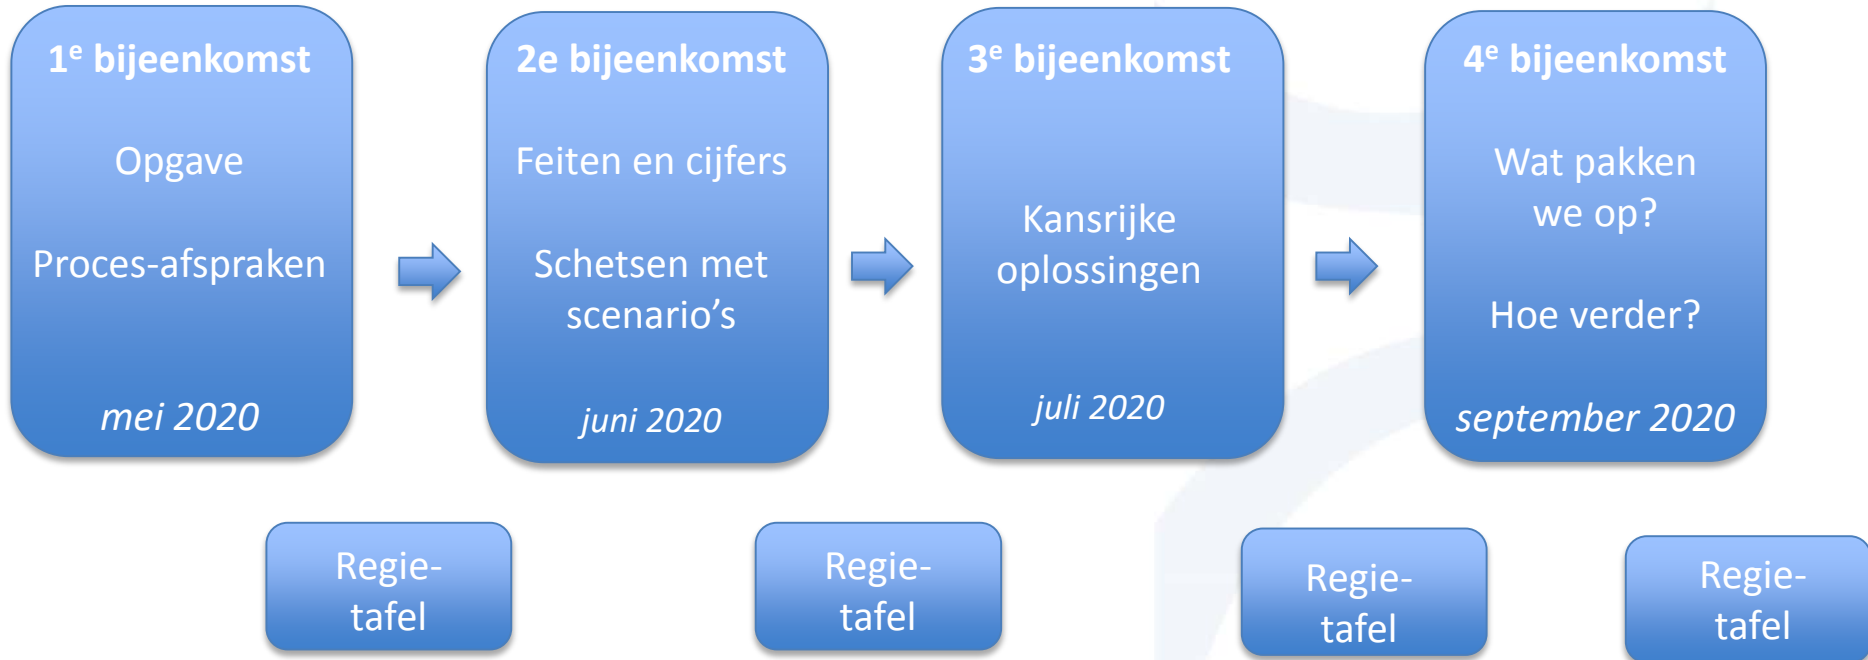 1e bijeenkomst
Opgave
Proces-afspraken
mei 2020
2e bijeenkomst
Feiten en cijfers
Schetsen met
scenario’s
juni 2020
3e bijeenkomst
Kansrijke
oplossingen
juli 2020
4e bijeenkomst
Wat pakken
we op?
Hoe verder?
september 2020
Regie-
tafel
Regie-
tafel
Regie-
tafel
Regie-
tafel